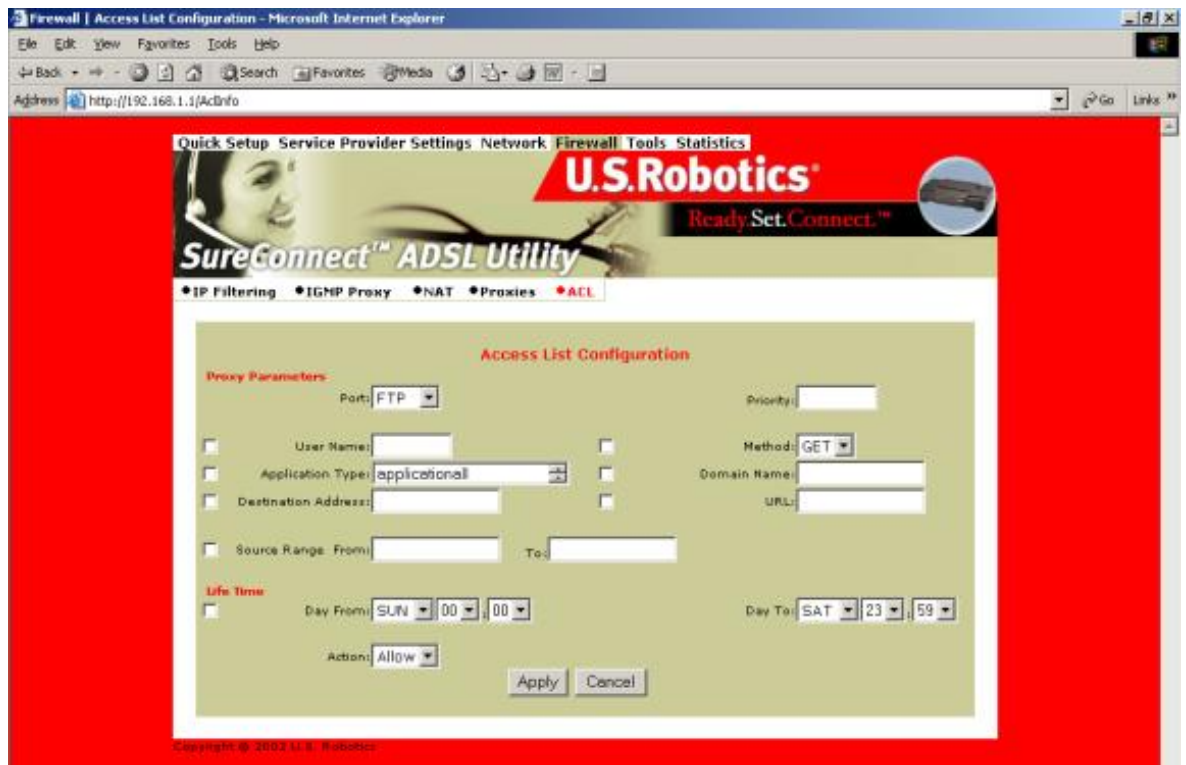 Firewall | Access List Configuration - Microsoft Internet Explorer
File Edit View Favorites Tools Help
Back Search Favorites Media
Address http://192.168.1.1/AclInfo Go Links »
Quick Setup Service Provider Settings Network Firewall Tools Statistics
U.S.Robotics®
Ready.Set.Connect.™
SureConnect™ ADSL Utility
IP Filtering IGMP Proxy NAT Proxies ACL
Access List Configuration
Proxy Parameters
Port: FTP Priority:
User Name: Method: GET
Application Type: applicationall Domain Name:
Destination Address: URL:
Source Range From: To:
Life Time
Day From: SUN 00 : 00 Day To: SAT 23 : 59
Action: Allow
Apply Cancel
Copyright © 2002 U.S. Robotics